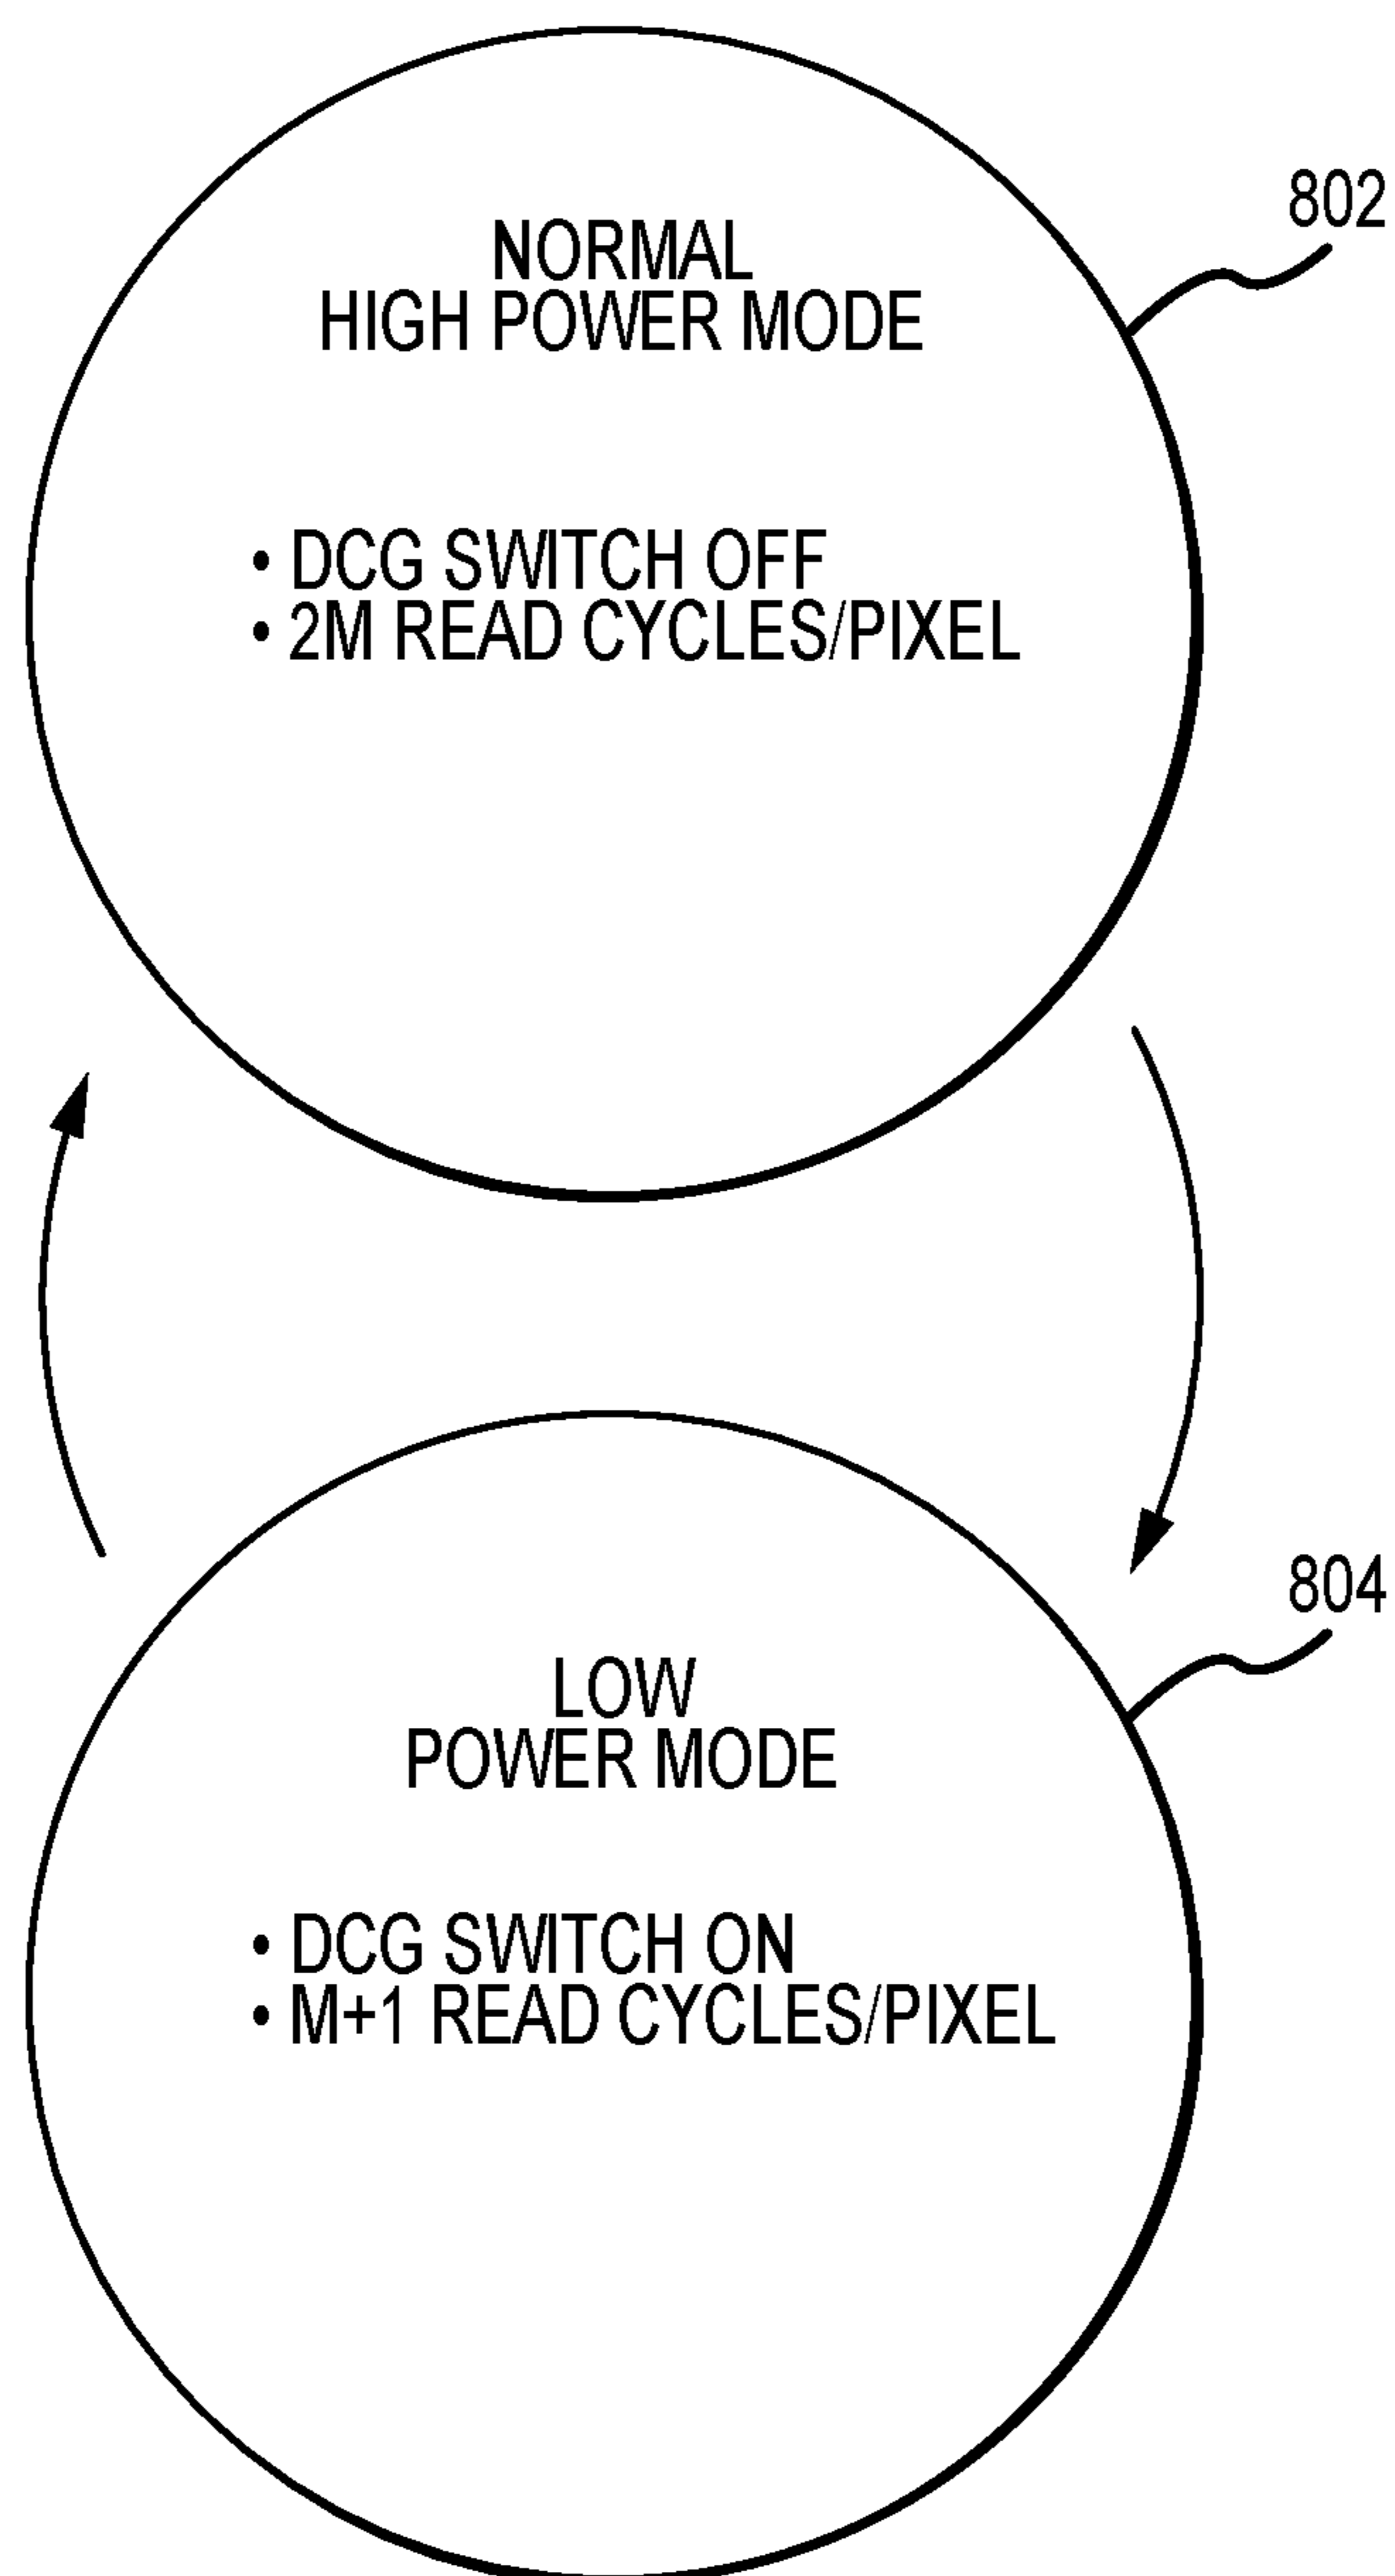 802
NORMAL
HIGH POWER MODE
• DCG SWITCH OFF
• 2M READ CYCLES/PIXEL
804
LOW
POWER MODE
• DCG SWITCH ON
• M+1 READ CYCLES/PIXEL